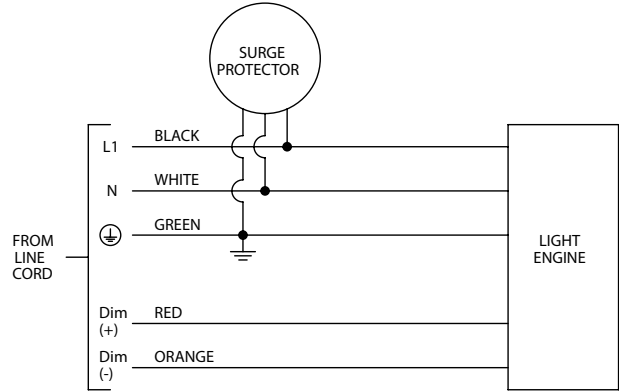 SURGE
PROTECTOR
L1 BLACK
N WHITE
GREEN
FROM
LINE
CORD
LIGHT
ENGINE
Dim
(+)
RED
Dim
(-)
ORANGE